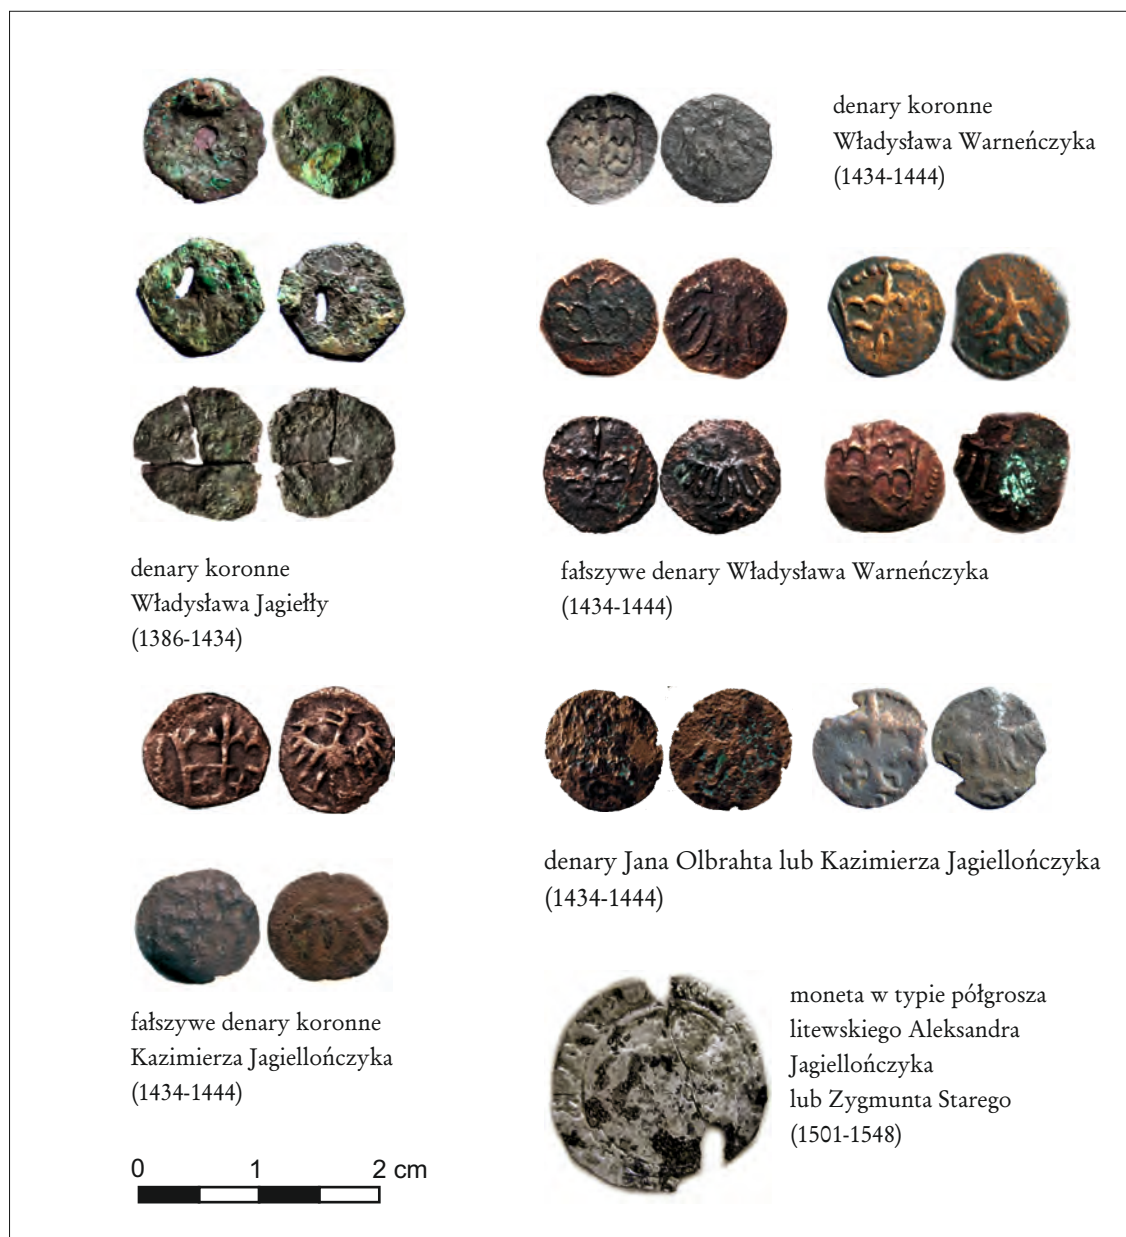 denary koronne
Władysława Warneńczyka
(1434-1444)
denary koronne
Władysława Jagiełły
(1386-1434)
fałszywe denary Władysława Warneńczyka
(1434-1444)
denary Jana Olbrahta lub Kazimierza Jagiellończyka
(1434-1444)
fałszywe denary koronne
Kazimierza Jagiellończyka
(1434-1444)
moneta w typie półgrosza
litewskiego Aleksandra
Jagiellończyka
lub Zygmunta Starego
(1501-1548)
0 1 2 cm